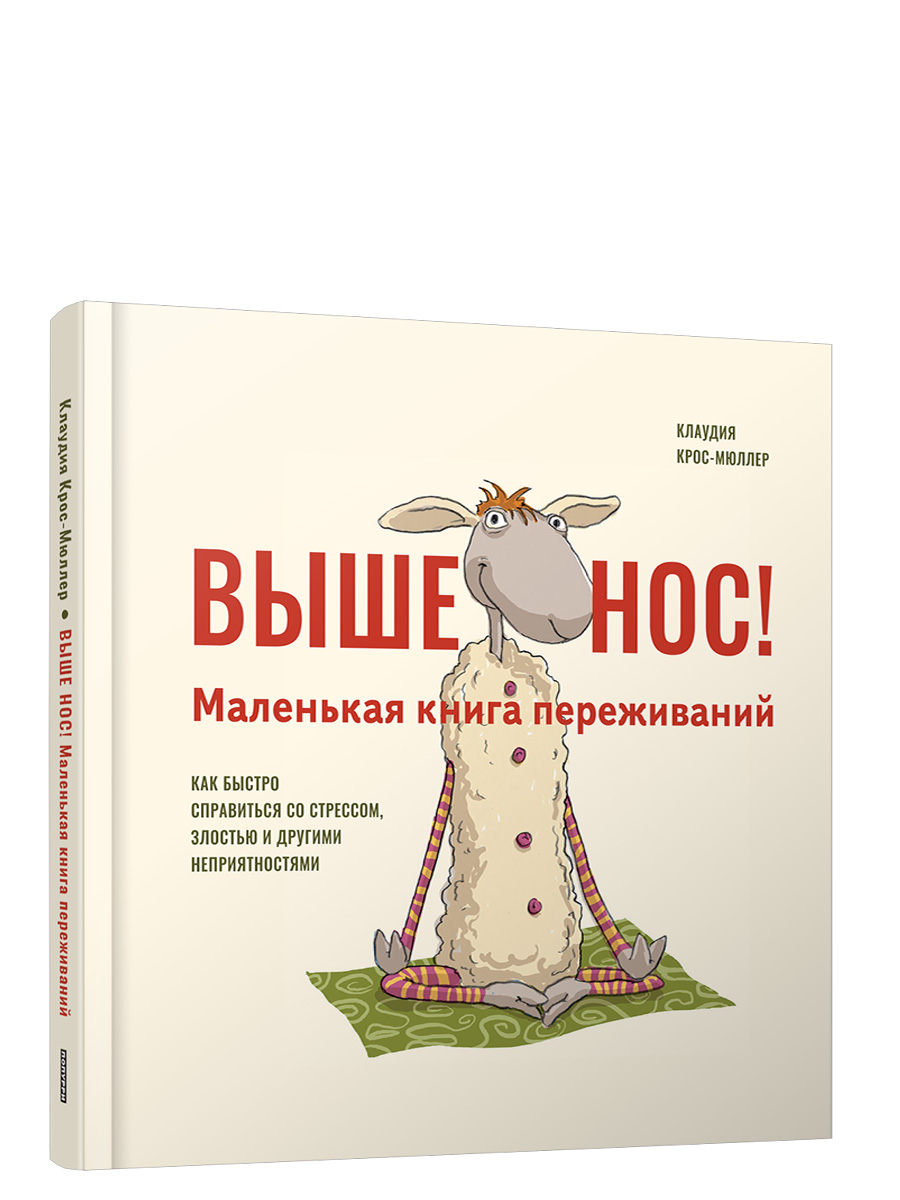 КЛАУДИЯ
КРОС-МЮЛЛЕР
ВЫШЕ НОС!
Маленькая книга переживаний
КАК БЫСТРО
СПРАВИТЬСЯ СО СТРЕССОМ,
ЗЛОСТЬЮ И ДРУГИМИ
НЕПРИЯТНОСТЯМИ
Клаудия Крос-Мюллер • ВЫШЕ НОС! Маленькая книга переживаний
ПОПУРРИ